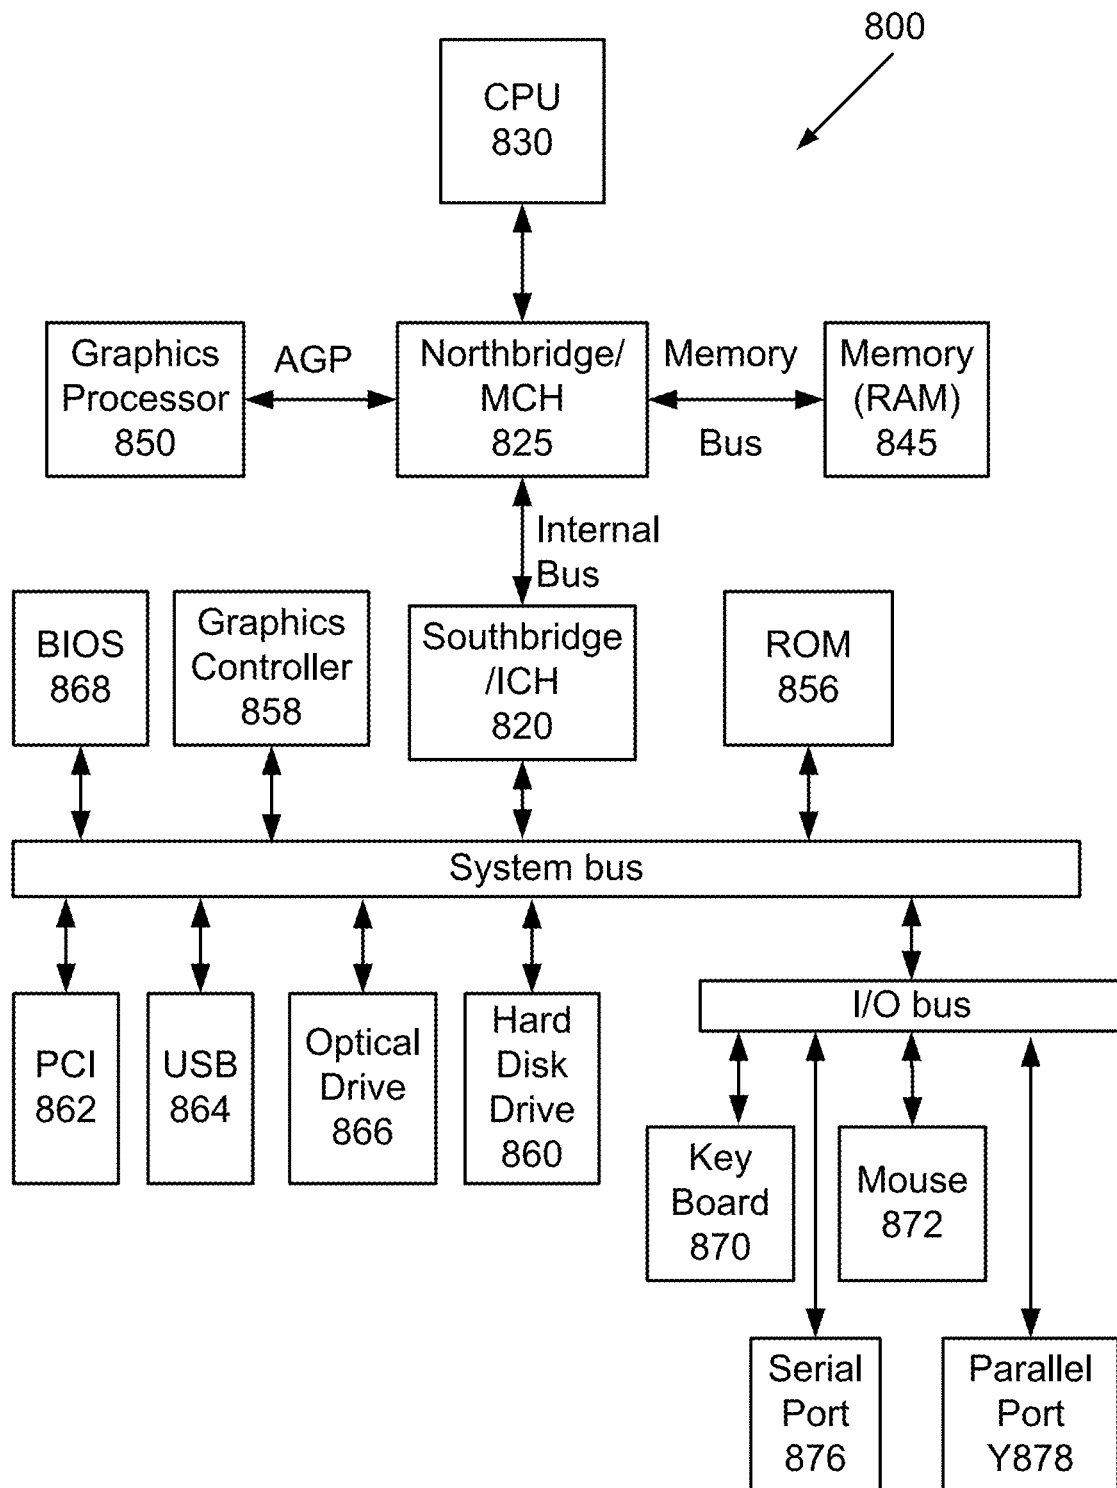 800
CPU
830
Graphics
Processor
850
AGP
Northbridge/
MCH
825
Memory
Bus
Memory
(RAM)
845
Internal
Bus
BIOS
868
Graphics
Controller
858
Southbridge
/ICH
820
ROM
856
System bus
PCI
862
USB
864
Optical
Drive
866
Hard
Disk
Drive
860
I/O bus
Key
Board
870
Mouse
872
Serial
Port
876
Parallel
Port
Y878